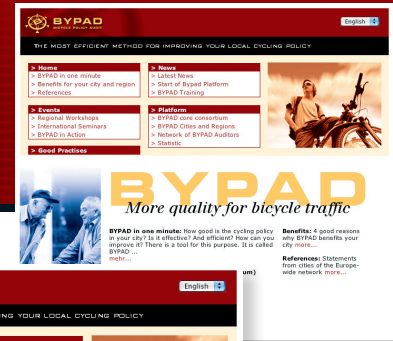 BYPAD
BICYCLE POLICY AUDIT
English
THE MOST EFFICIENT METHOD FOR IMPROVING YOUR LOCAL CYCLING POLICY
> Home
> BYPAD in one minute
> Benefits for your city and region
> References
> News
> Latest News
> Start of Bypad Platform
> BYPAD Training
> Events
> Regional Workshops
> International Seminars
> BYPAD in Action
> Platform
> BYPAD core consortium
> BYPAD Cities and Regions
> Network of BYPAD Auditors
> Statistic
> Good Practises
BYPAD
More quality for bicycle traffic
BYPAD in one minute: How good is the cycling policy
in your city? Is it effective? And efficient? How can you
improve it? There is a tool for this purpose. It is called
BYPAD ...
mehr...
Benefits: 4 good reasons
why BYPAD benefits your
city more...
References: Statements
from cities of the Europe-
wide network more...
um)
English
NG YOUR LOCAL CYCLING POLICY